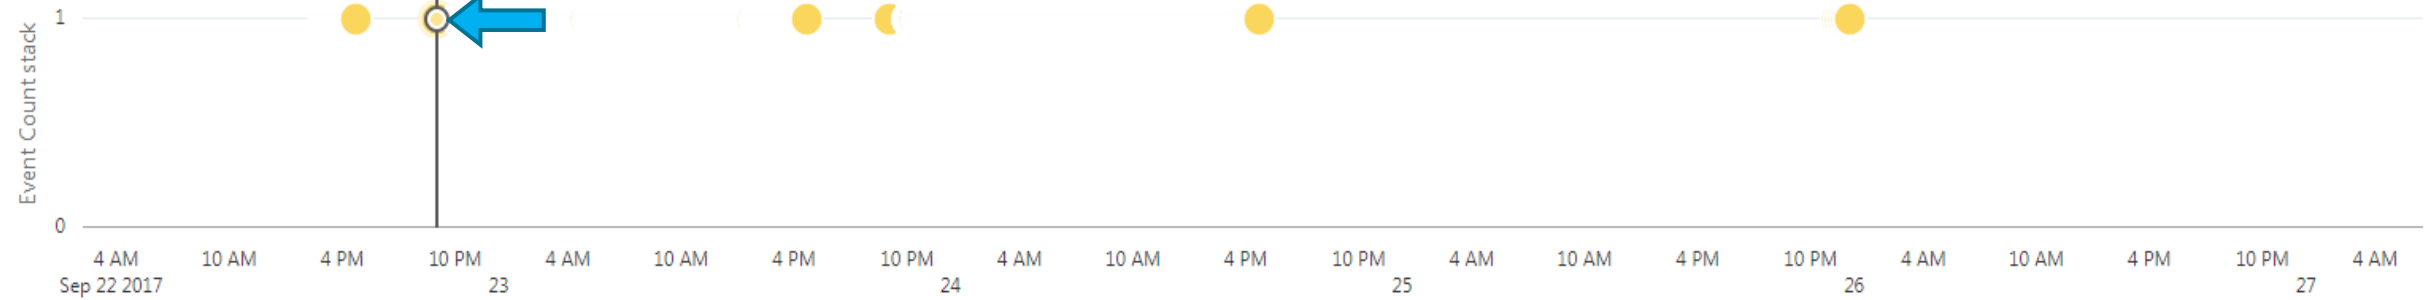 Event Count stack
1
0
4 AM 10 AM 4 PM 10 PM 4 AM 10 AM 4 PM 10 PM 4 AM 10 AM 4 PM 10 PM 4 AM 10 AM 4 PM 10 PM 4 AM 10 AM 4 PM 10 PM 4 AM
Sep 22 2017 23 24 25 26 27